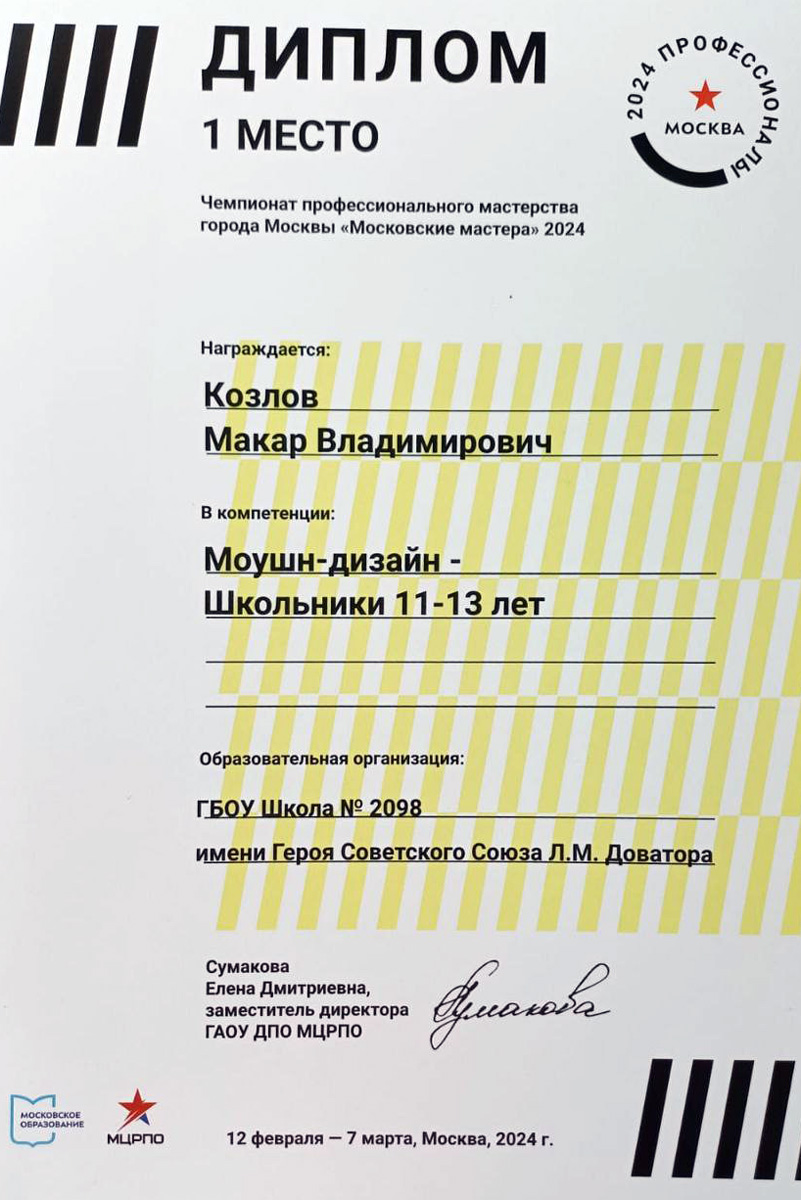 ДИПЛОМ
1 МЕСТО
2024 ПРОФЕССИОНАЛЫ
МОСКВА
Чемпионат профессионального мастерства
города Москвы «Московские мастера» 2024
Награждается:
Козлов
Макар Владимирович
В компетенции:
Моушн-дизайн -
Школьники 11-13 лет
Образовательная организация:
ГБОУ Школа № 2098
имени Героя Советского Союза Л.М. Доватора
Сумакова
Елена Дмитриевна,
заместитель директора
ГАОУ ДПО МЦРПО
Сумакова
МОСКОВСКОЕ
ОБРАЗОВАНИЕ
МЦРПО
12 февраля — 7 марта, Москва, 2024 г.